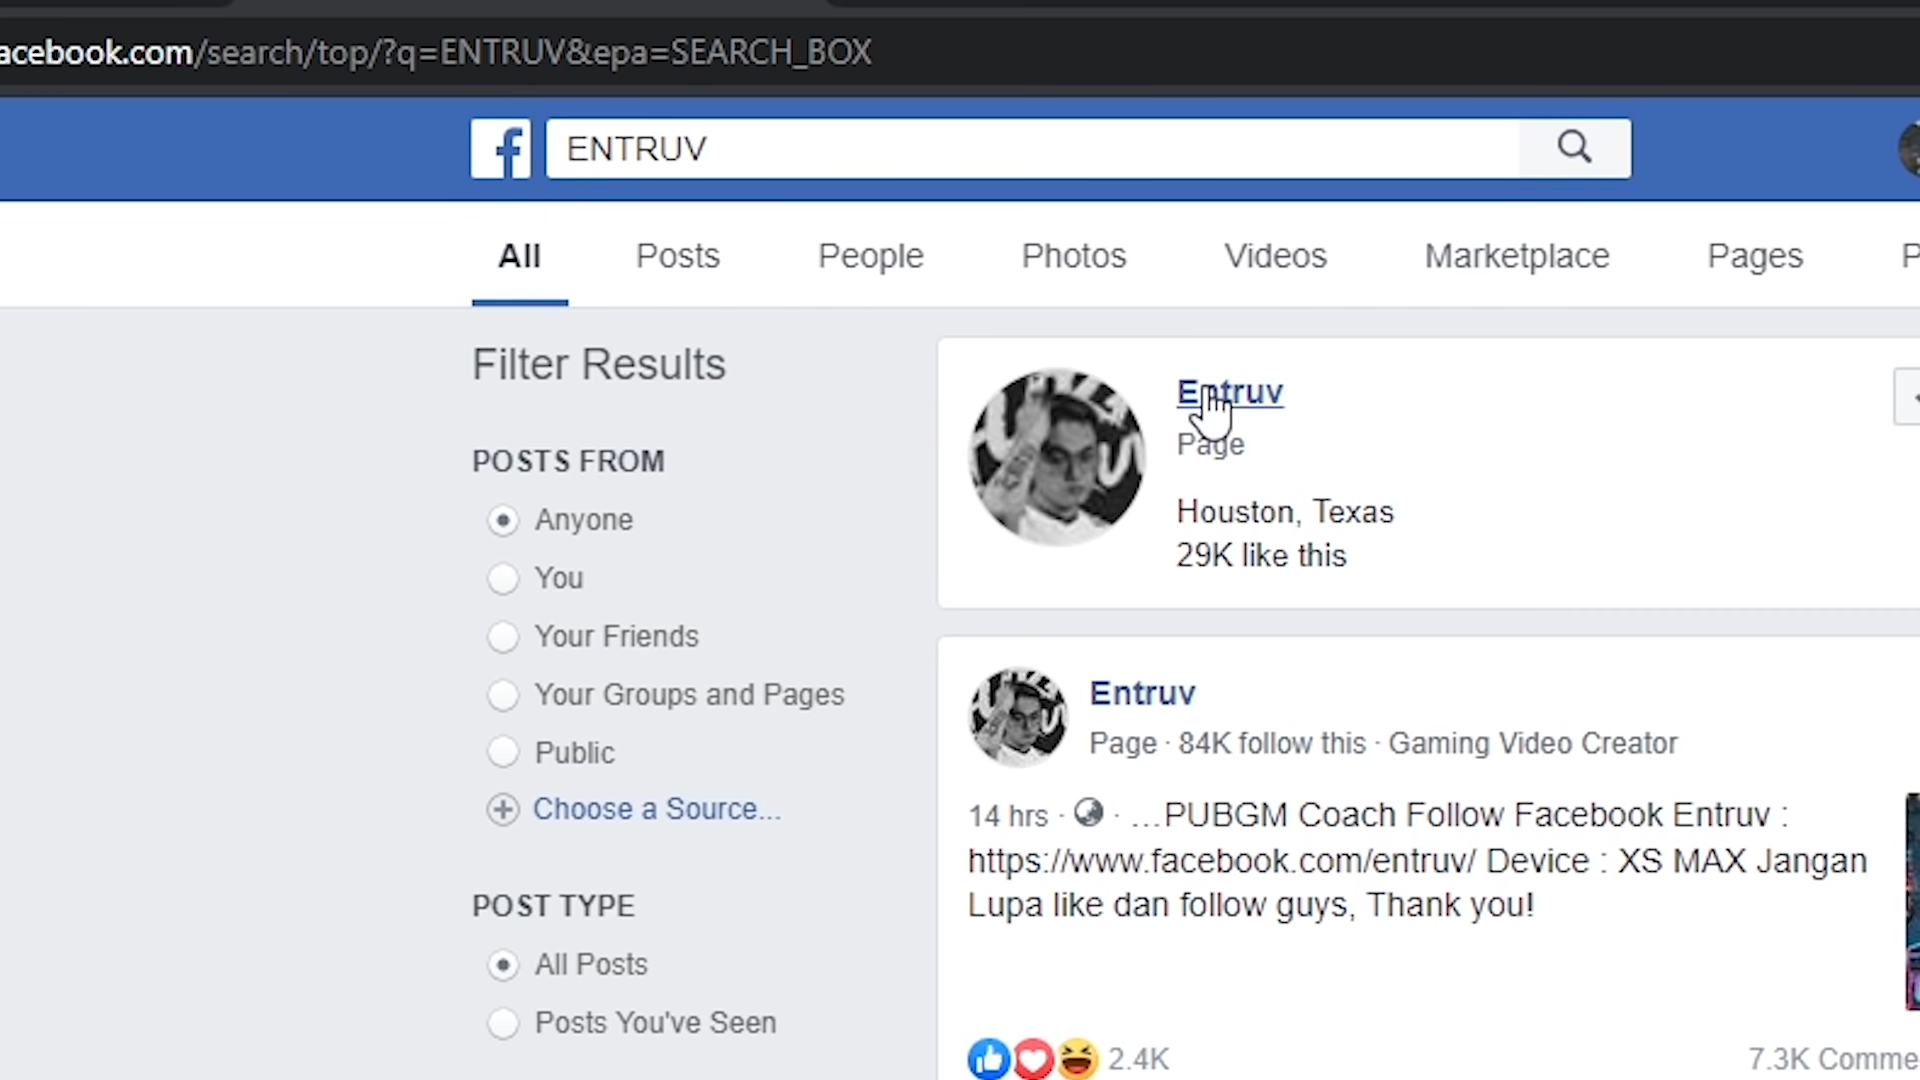 acebook.com/search/top/?q=ENTRUV&epa=SEARCH_BOX
ENTRUV
All Posts People Photos Videos Marketplace Pages P
Filter Results
POSTS FROM
Anyone
You
Your Friends
Your Groups and Pages
Public
Choose a Source...
POST TYPE
All Posts
Posts You've Seen
Entruv
Page
Houston, Texas
29K like this
Entruv
Page · 84K follow this · Gaming Video Creator
14 hrs · · ...PUBGM Coach Follow Facebook Entruv :
https://www.facebook.com/entruv/ Device : XS MAX Jangan
Lupa like dan follow guys, Thank you!
2.4K
7.3K Comme